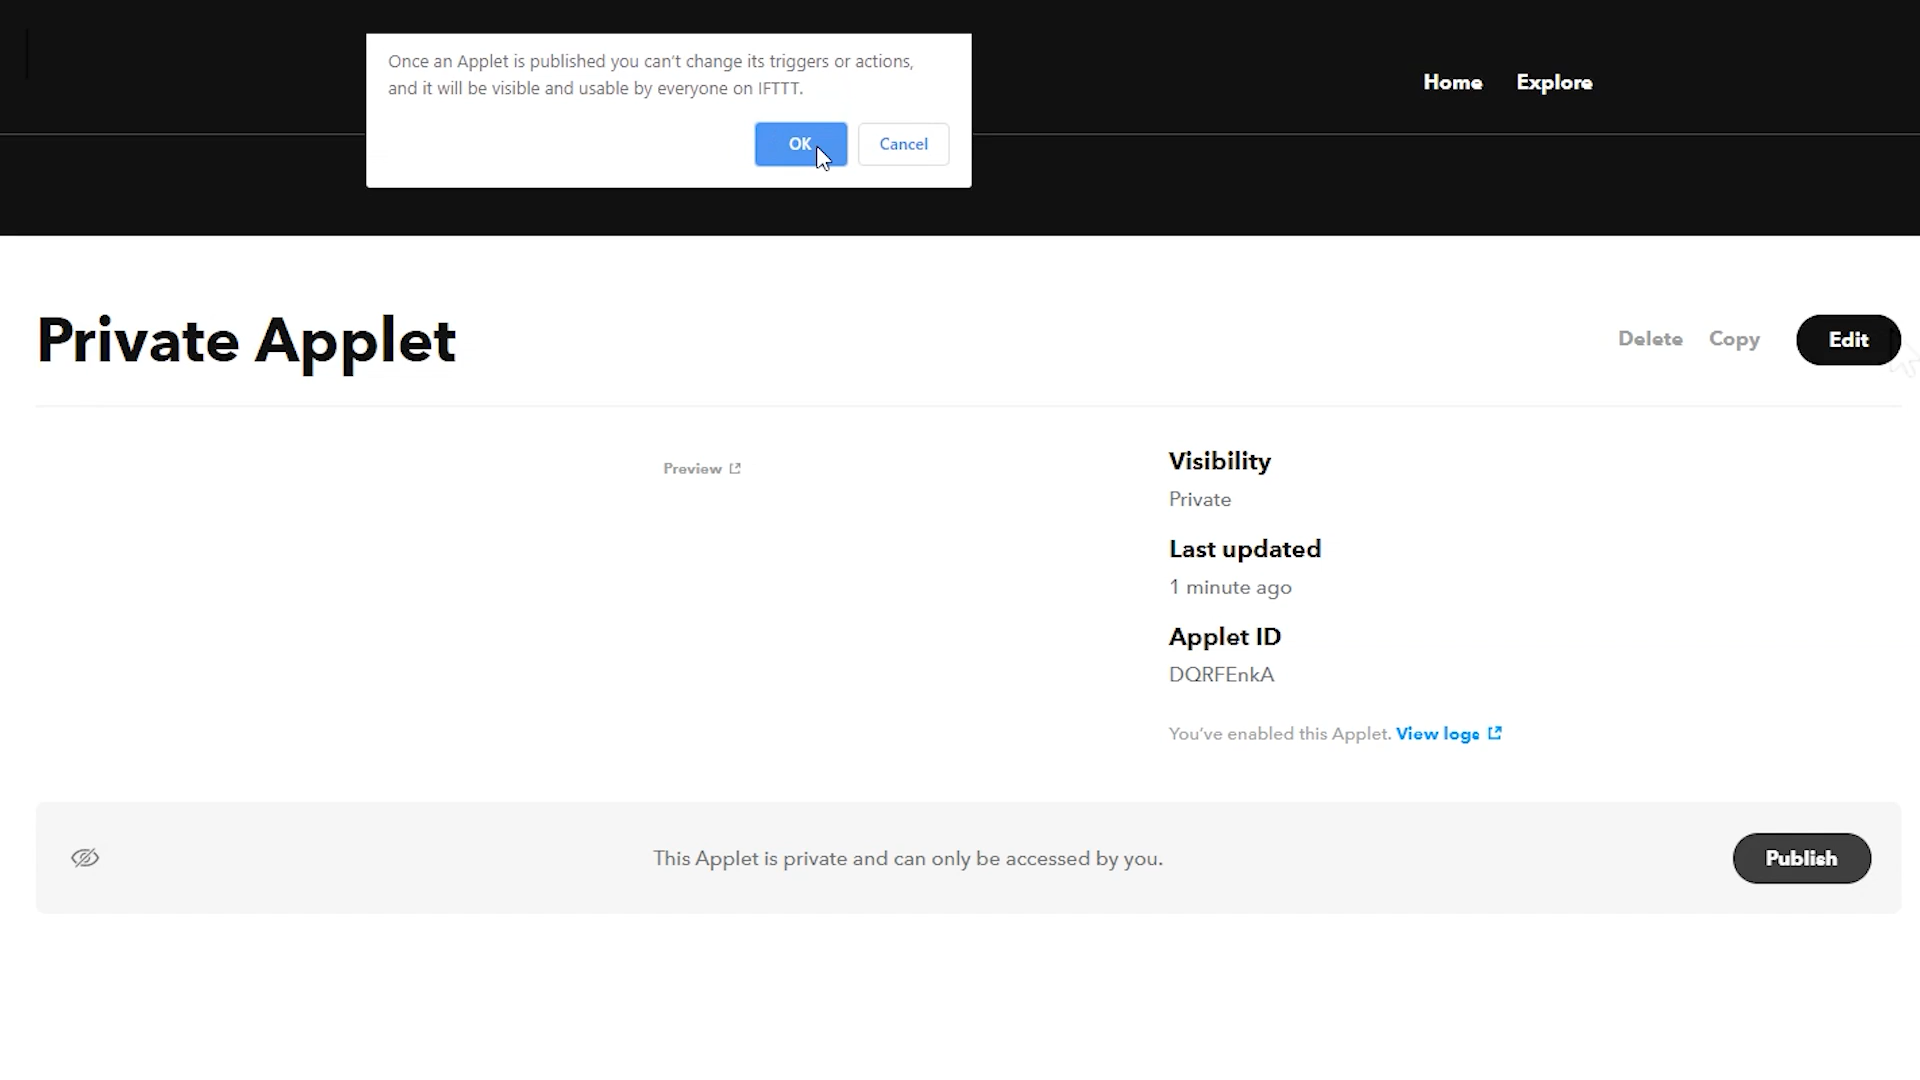 Once an Applet is published you can't change its triggers or actions,
and it will be visible and usable by everyone on IFTTT.
OK
Cancel
Home
Explore
Private Applet
Delete
Copy
Edit
Preview
Visibility
Private
Last updated
1 minute ago
Applet ID
DQRFEnkA
You've enabled this Applet. View logs
This Applet is private and can only be accessed by you.
Publish